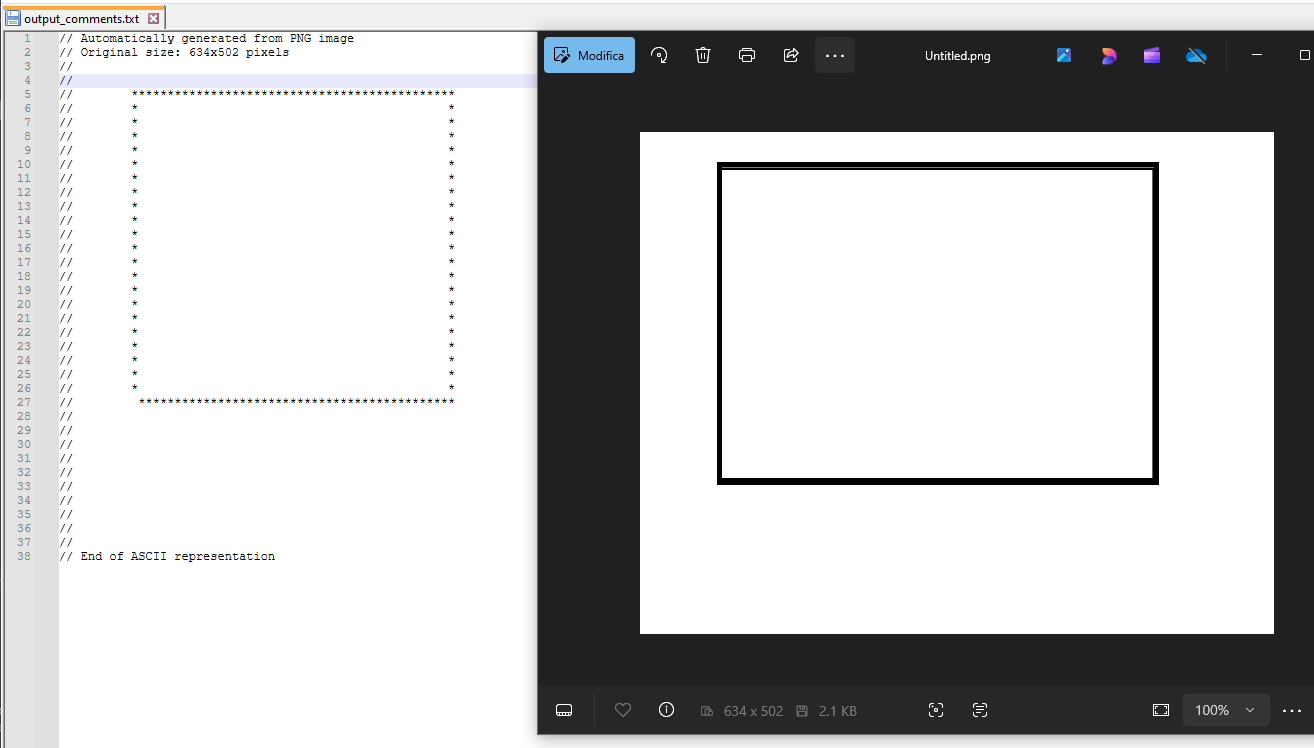 output_comments.txt
1 // Automatically generated from PNG image
2 // Original size: 634x502 pixels
3 //
4 //
5 //        *********************************************
6 //        *                                           *
7 //        *                                           *
8 //        *                                           *
9 //        *                                           *
10 //        *                                           *
11 //        *                                           *
12 //        *                                           *
13 //        *                                           *
14 //        *                                           *
15 //        *                                           *
16 //        *                                           *
17 //        *                                           *
18 //        *                                           *
19 //        *                                           *
20 //        *                                           *
21 //        *                                           *
22 //        *                                           *
23 //        *                                           *
24 //        *                                           *
25 //        *                                           *
26 //        *                                           *
27 //         ********************************************
28 //
29 //
30 //
31 //
32 //
33 //
34 //
35 //
36 //
37 //
38 // End of ASCII representation
Modifica
Untitled.png
634 x 502
2.1 KB
100%